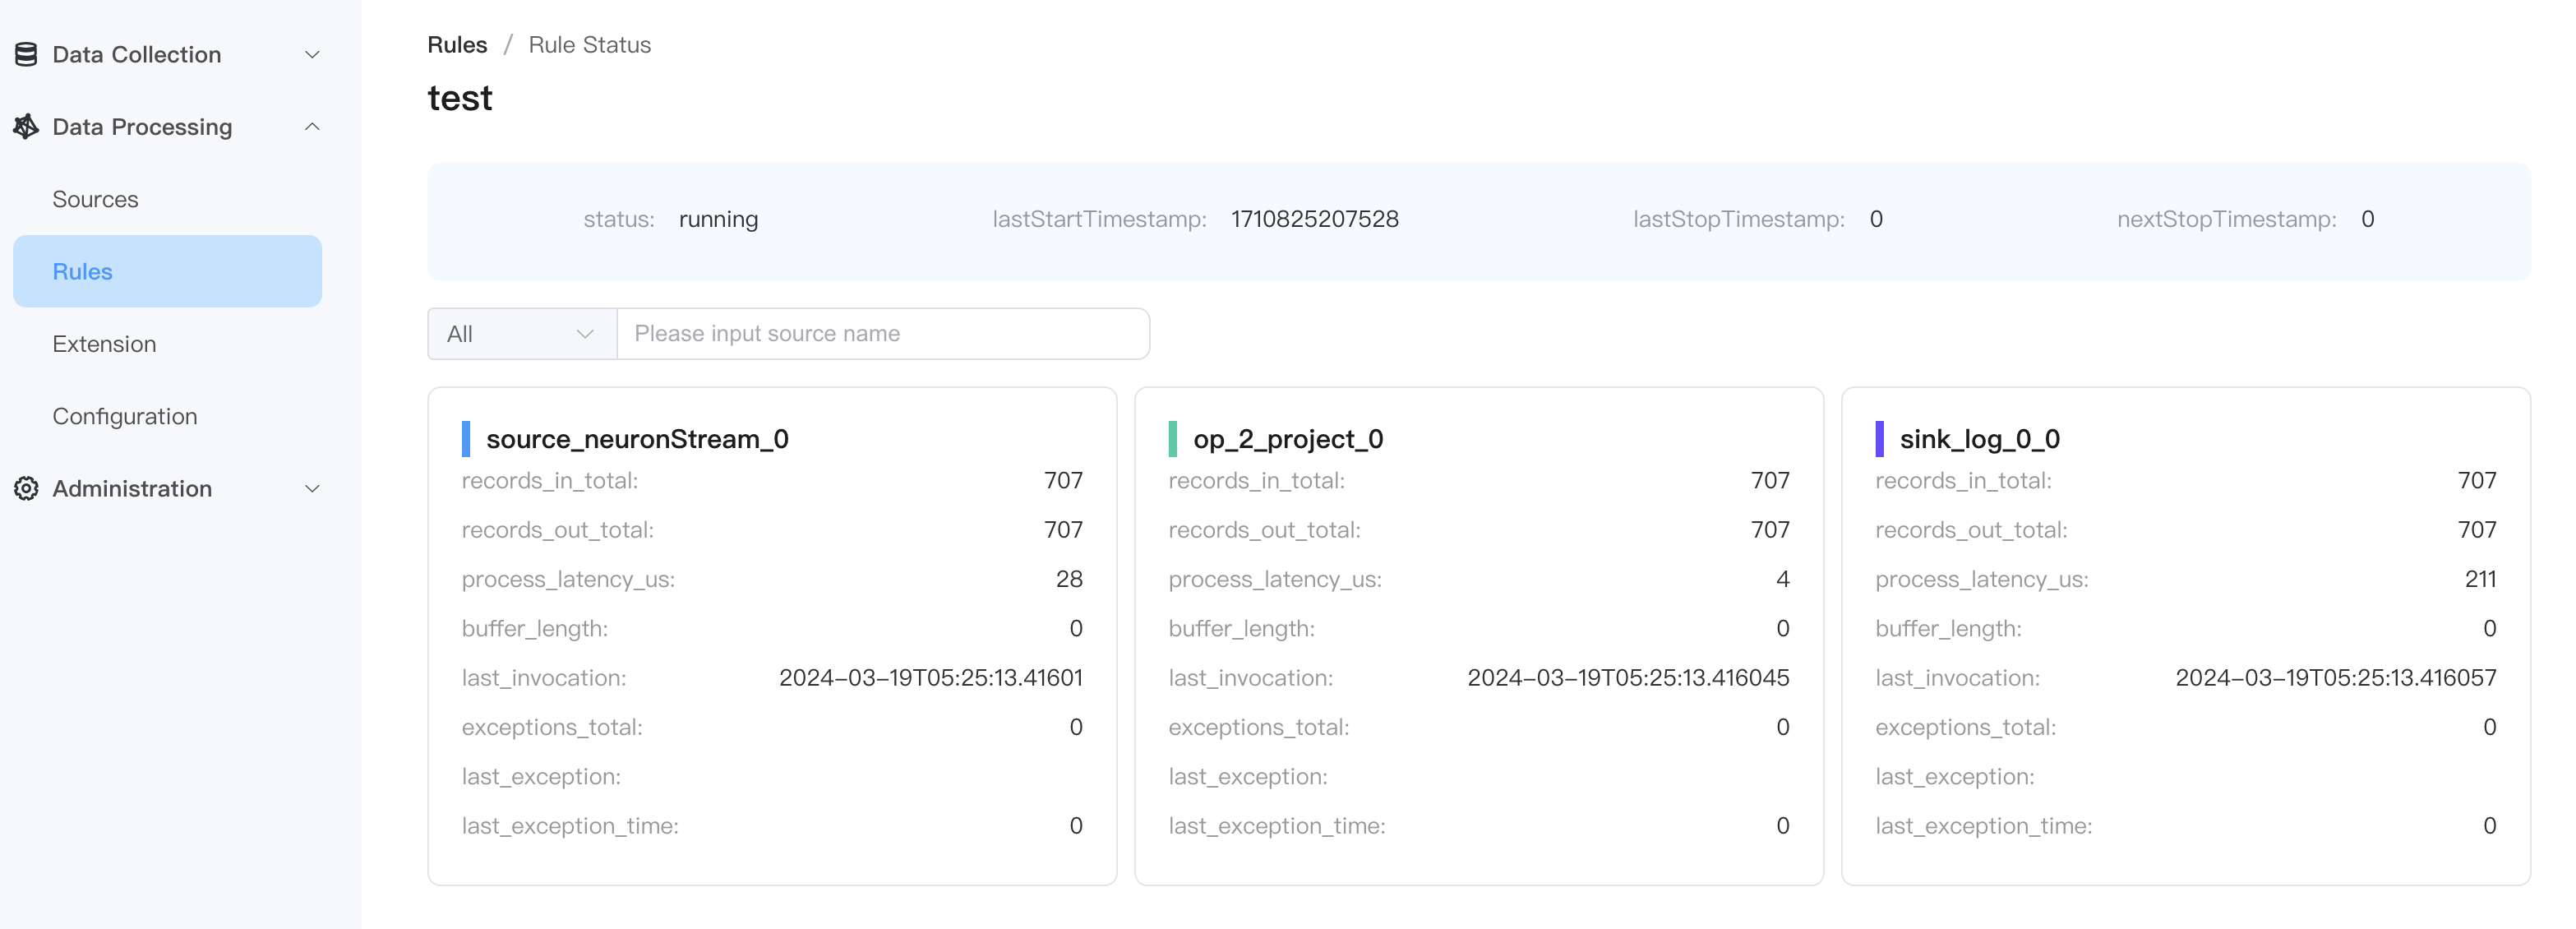 Data Collection
Data Processing
Sources
Rules
Extension
Configuration
Administration
Rules / Rule Status
test
status: running lastStartTimestamp: 1710825207528 lastStopTimestamp: 0 nextStopTimestamp: 0
All Please input source name
source_neuronStream_0
records_in_total: 707
records_out_total: 707
process_latency_us: 28
buffer_length: 0
last_invocation: 2024-03-19T05:25:13.41601
exceptions_total: 0
last_exception:
last_exception_time: 0
op_2_project_0
records_in_total: 707
records_out_total: 707
process_latency_us: 4
buffer_length: 0
last_invocation: 2024-03-19T05:25:13.416045
exceptions_total: 0
last_exception:
last_exception_time: 0
sink_log_0_0
records_in_total: 707
records_out_total: 707
process_latency_us: 211
buffer_length: 0
last_invocation: 2024-03-19T05:25:13.416057
exceptions_total: 0
last_exception:
last_exception_time: 0